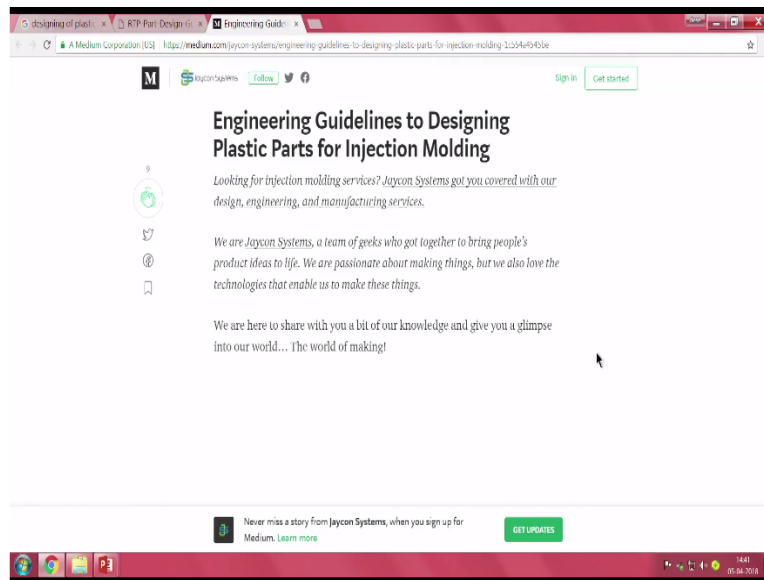 designing of plastic
RTP-Part-Design-Gu
Engineering Guideli
A Medium Corporation [US] https://medium.com/jaycon-systems/engineering-guidelines-to-designing-plastic-parts-for-injection-molding-1c554a4545be
M Jaycon Systems Follow Sign in Get started
Engineering Guidelines to Designing
Plastic Parts for Injection Molding
9
Looking for injection molding services? Jaycon Systems got you covered with our
design, engineering, and manufacturing services.
We are Jaycon Systems, a team of geeks who got together to bring people's
product ideas to life. We are passionate about making things, but we also love the
technologies that enable us to make these things.
We are here to share with you a bit of our knowledge and give you a glimpse
into our world… The world of making!
Never miss a story from Jaycon Systems, when you sign up for
Medium. Learn more
GET UPDATES
14:41
05-04-2018